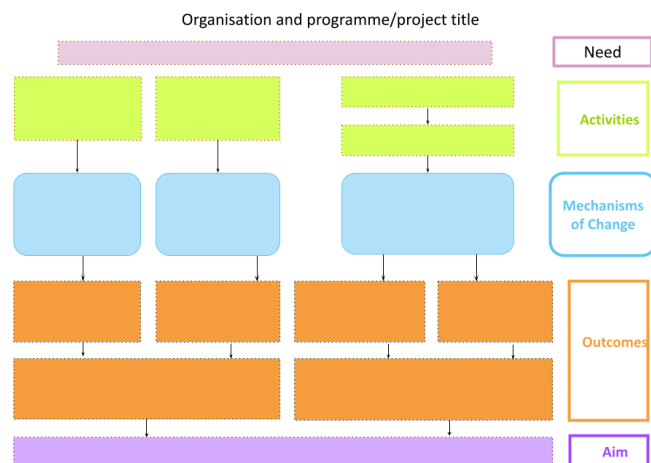 Organisation and programme/project title
Need
Activities
Mechanisms
of Change
Outcomes
Aim